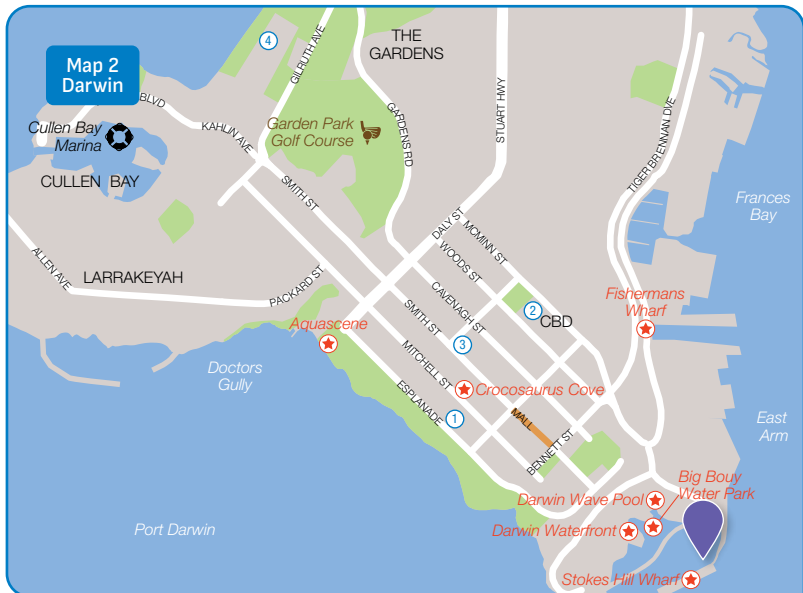 Map 2
Darwin
4
GILRUTH AVE
THE
GARDENS
BLVD
Cullen Bay
Marina
KAHLIN AVE
Garden Park
Golf Course
GARDENS RD
STUART HWY
TIGER BRENNAN DVE
CULLEN BAY
SMITH ST
Frances
Bay
ALLEN AVE
LARRAKEYAH
PACKARD ST
DALY ST
MCMINN ST
WOODS ST
CAVENAGH ST
SMITH ST
2
CBD
Fishermans
Wharf
Aquascene
3
MITCHELL ST
Doctors
Gully
Crocosaurus Cove
ESPLANADE
1
MALL
BENNETT ST
East
Arm
Big Bouy
Water Park
Darwin Wave Pool
Port Darwin
Darwin Waterfront
Stokes Hill Wharf